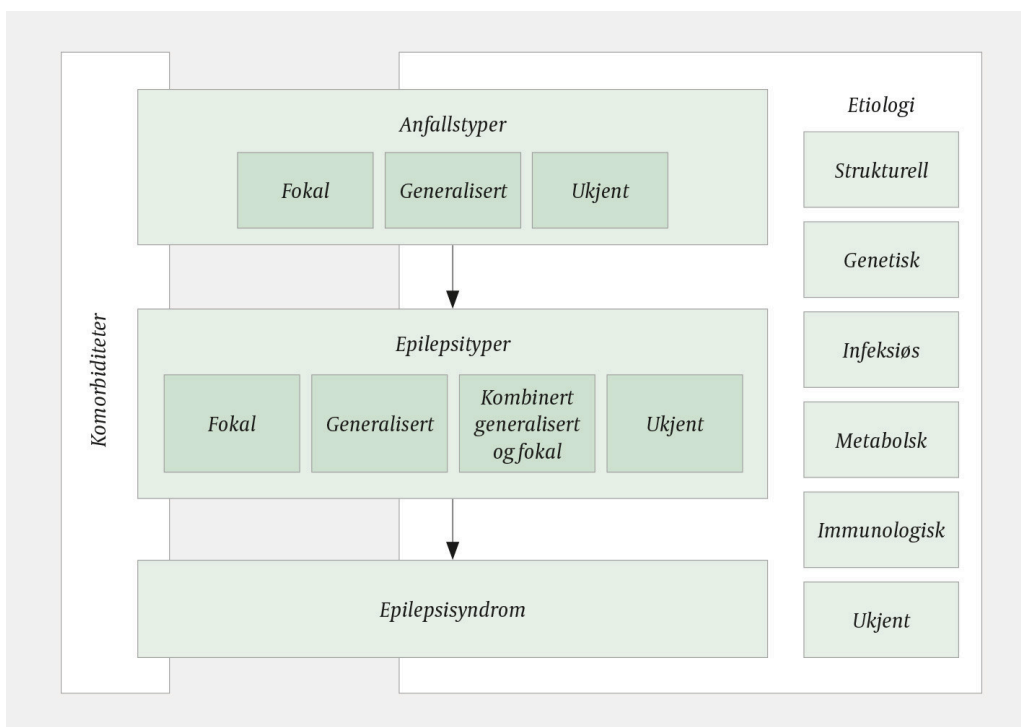 Komorbiditeter
Anfallstyper
Fokal
Generalisert
Ukjent
Epilepsityper
Fokal
Generalisert
Kombinert
generalisert
og fokal
Ukjent
Epilepsisyndrom
Etiologi
Strukturell
Genetisk
Infeksiøs
Metabolsk
Immunologisk
Ukjent